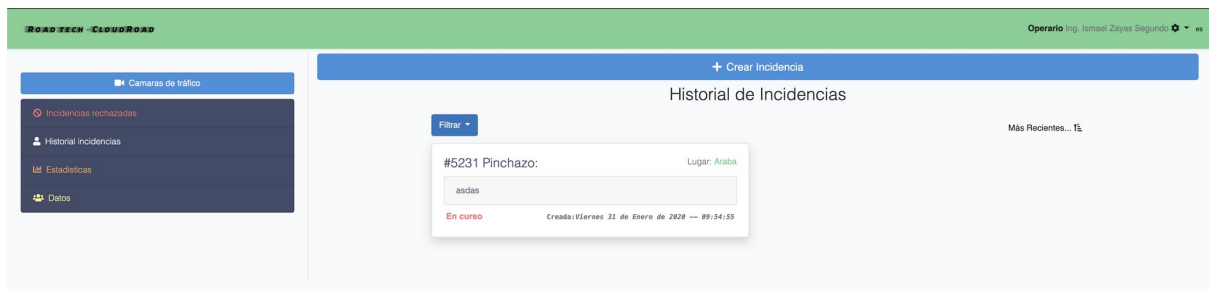 ROAD TECH - CLOUDROAD
Operario Ing. Ismael Zayas Segundo es
Camaras de tráfico
Incidencias rechazadas
Historial incidencias
Estadisticas
Datos
Crear Incidencia
Historial de Incidencias
Filtrar
Más Recientes...
#5231 Pinchazo:
Lugar: Araba
asdas
En curso
Creada:Viernes 31 de Enero de 2020 —— 09:54:55